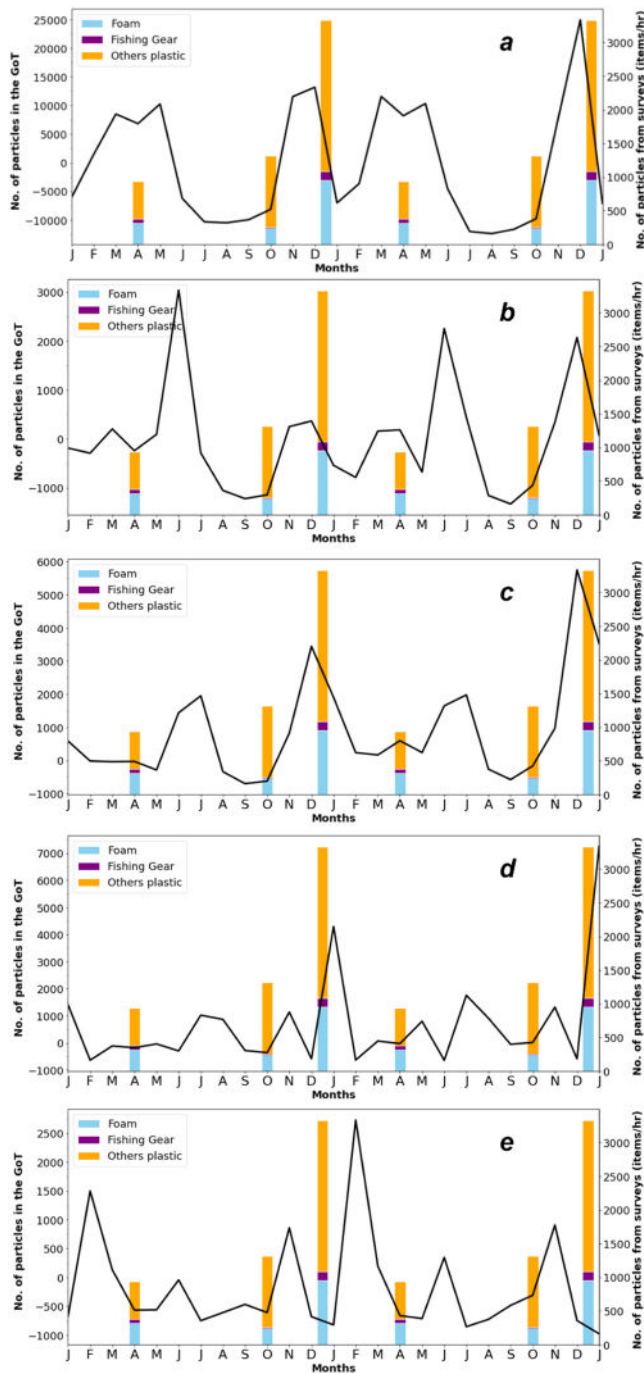 25000
20000
15000
10000
5000
0
−5000
−10000
No. of particles in the GoT
Foam
Fishing Gear
Others plastic
a
3000
2500
2000
1500
1000
500
0
No. of particles from surveys (items/hr)
J F M A M J J A S O N D J F M A M J J A S O N D J
Months
3000
2000
1000
0
−1000
No. of particles in the GoT
Foam
Fishing Gear
Others plastic
b
3000
2500
2000
1500
1000
500
0
No. of particles from surveys (items/hr)
J F M A M J J A S O N D J F M A M J J A S O N D J
Months
6000
5000
4000
3000
2000
1000
0
−1000
No. of particles in the GoT
Foam
Fishing Gear
Others plastic
c
3000
2500
2000
1500
1000
500
0
No. of particles from surveys (items/hr)
J F M A M J J A S O N D J F M A M J J A S O N D J
Months
7000
6000
5000
4000
3000
2000
1000
0
−1000
No. of particles in the GoT
Foam
Fishing Gear
Others plastic
d
3000
2500
2000
1500
1000
500
0
No. of particles from surveys (items/hr)
J F M A M J J A S O N D J F M A M J J A S O N D J
Months
2500
2000
1500
1000
500
0
−500
−1000
No. of particles in the GoT
Foam
Fishing Gear
Others plastic
e
3000
2500
2000
1500
1000
500
0
No. of particles from surveys (items/hr)
J F M A M J J A S O N D J F M A M J J A S O N D J
Months